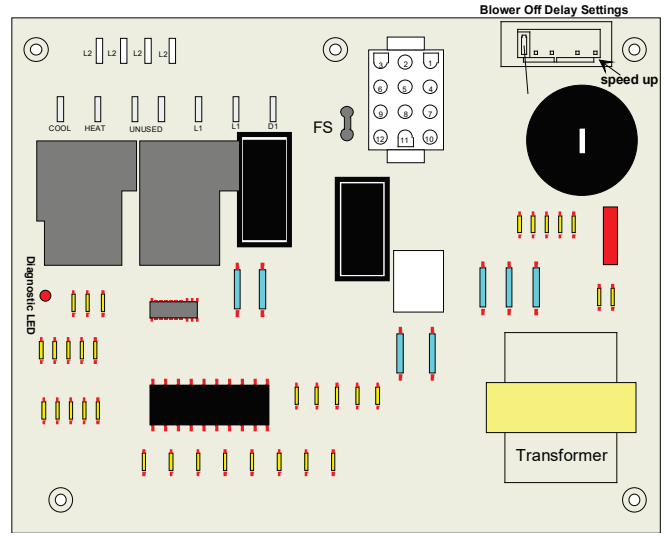 Blower Off Delay Settings
speed up
L2 L2 L2 L2
COOL HEAT UNUSED L1 L1 D1
FS
3 2 1
6 5 4
9 8 7
12 11 10
Diagnostic LED
Transformer